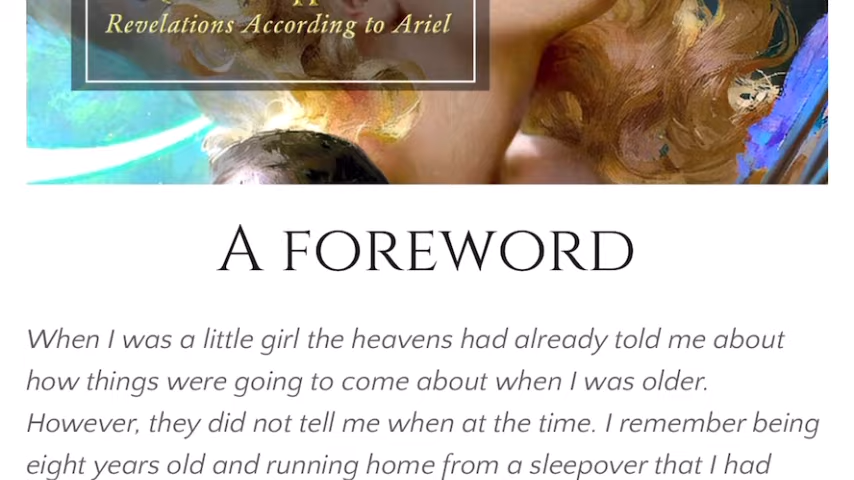 Revelations According to Ariel
A FOREWORD
When I was a little girl the heavens had already told me about
how things were going to come about when I was older.
However, they did not tell me when at the time. I remember being
eight years old and running home from a sleepover that I had